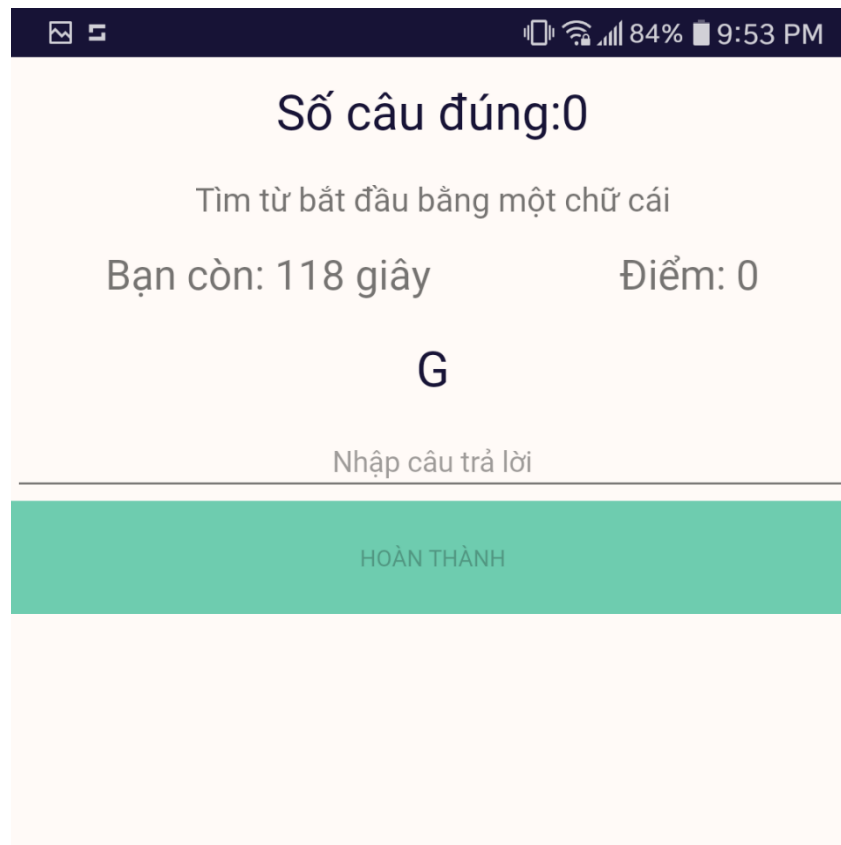 84% 9:53 PM
Số câu đúng:0
Tìm từ bắt đầu bằng một chữ cái
Bạn còn: 118 giây Điểm: 0
G
Nhập câu trả lời
HOÀN THÀNH